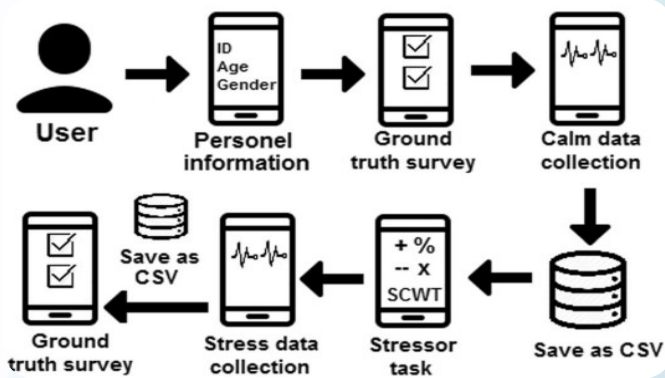 User
ID
Age
Gender
Personel
information
Ground
truth survey
Calm data
collection
Save as CSV
+ %
-- x
SCWT
Stressor
task
Stress data
collection
Save as
CSV
Ground
truth survey